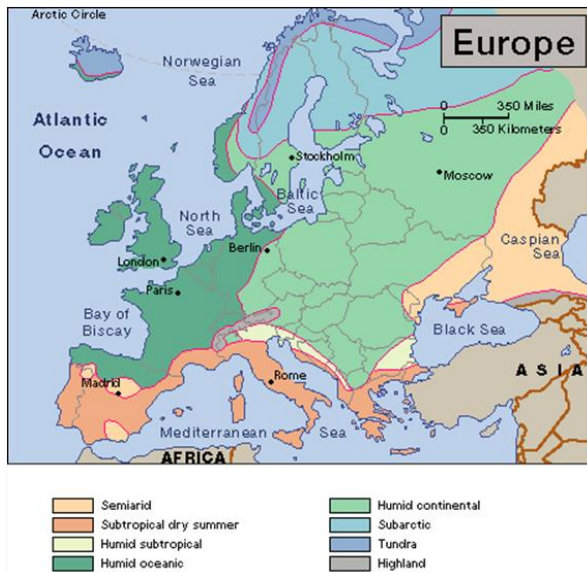 Arctic Circle
Europe
Norwegian
Sea
Atlantic
Ocean
0 350 Miles
0 350 Kilometers
Stockholm
Moscow
Baltic
Sea
North
Sea
Berlin
London
Caspian
Sea
Paris
Bay of
Biscay
Black Sea
ASIA
Madrid
Rome
Mediterranean Sea
AFRICA
Semiarid
Subtropical dry summer
Humid subtropical
Humid oceanic
Humid continental
Subarctic
Tundra
Highland